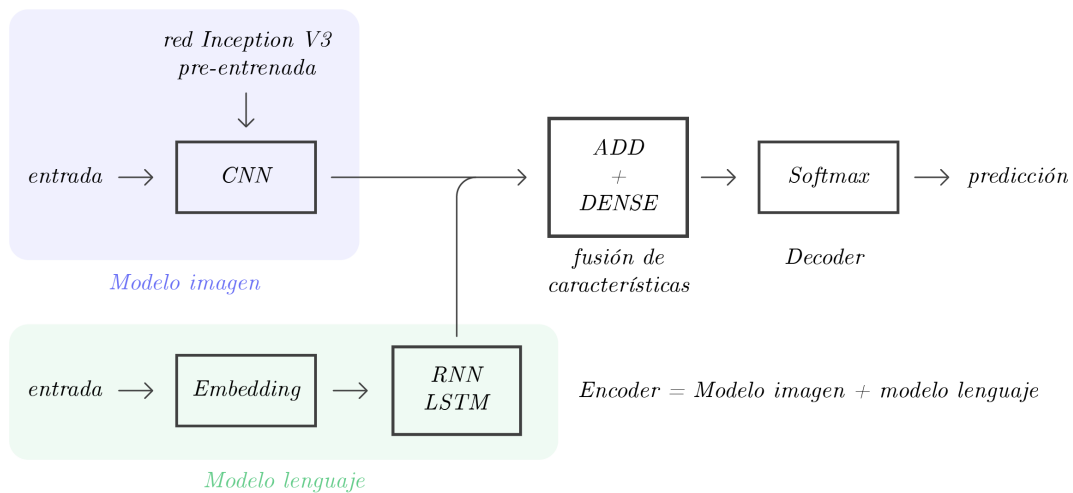 red Inception V3
pre-entrenada
entrada
CNN
Modelo imagen
ADD
+
DENSE
fusión de
características
Softmax
Decoder
predicción
entrada
Embedding
RNN
LSTM
Modelo lenguaje
Encoder = Modelo imagen + modelo lenguaje